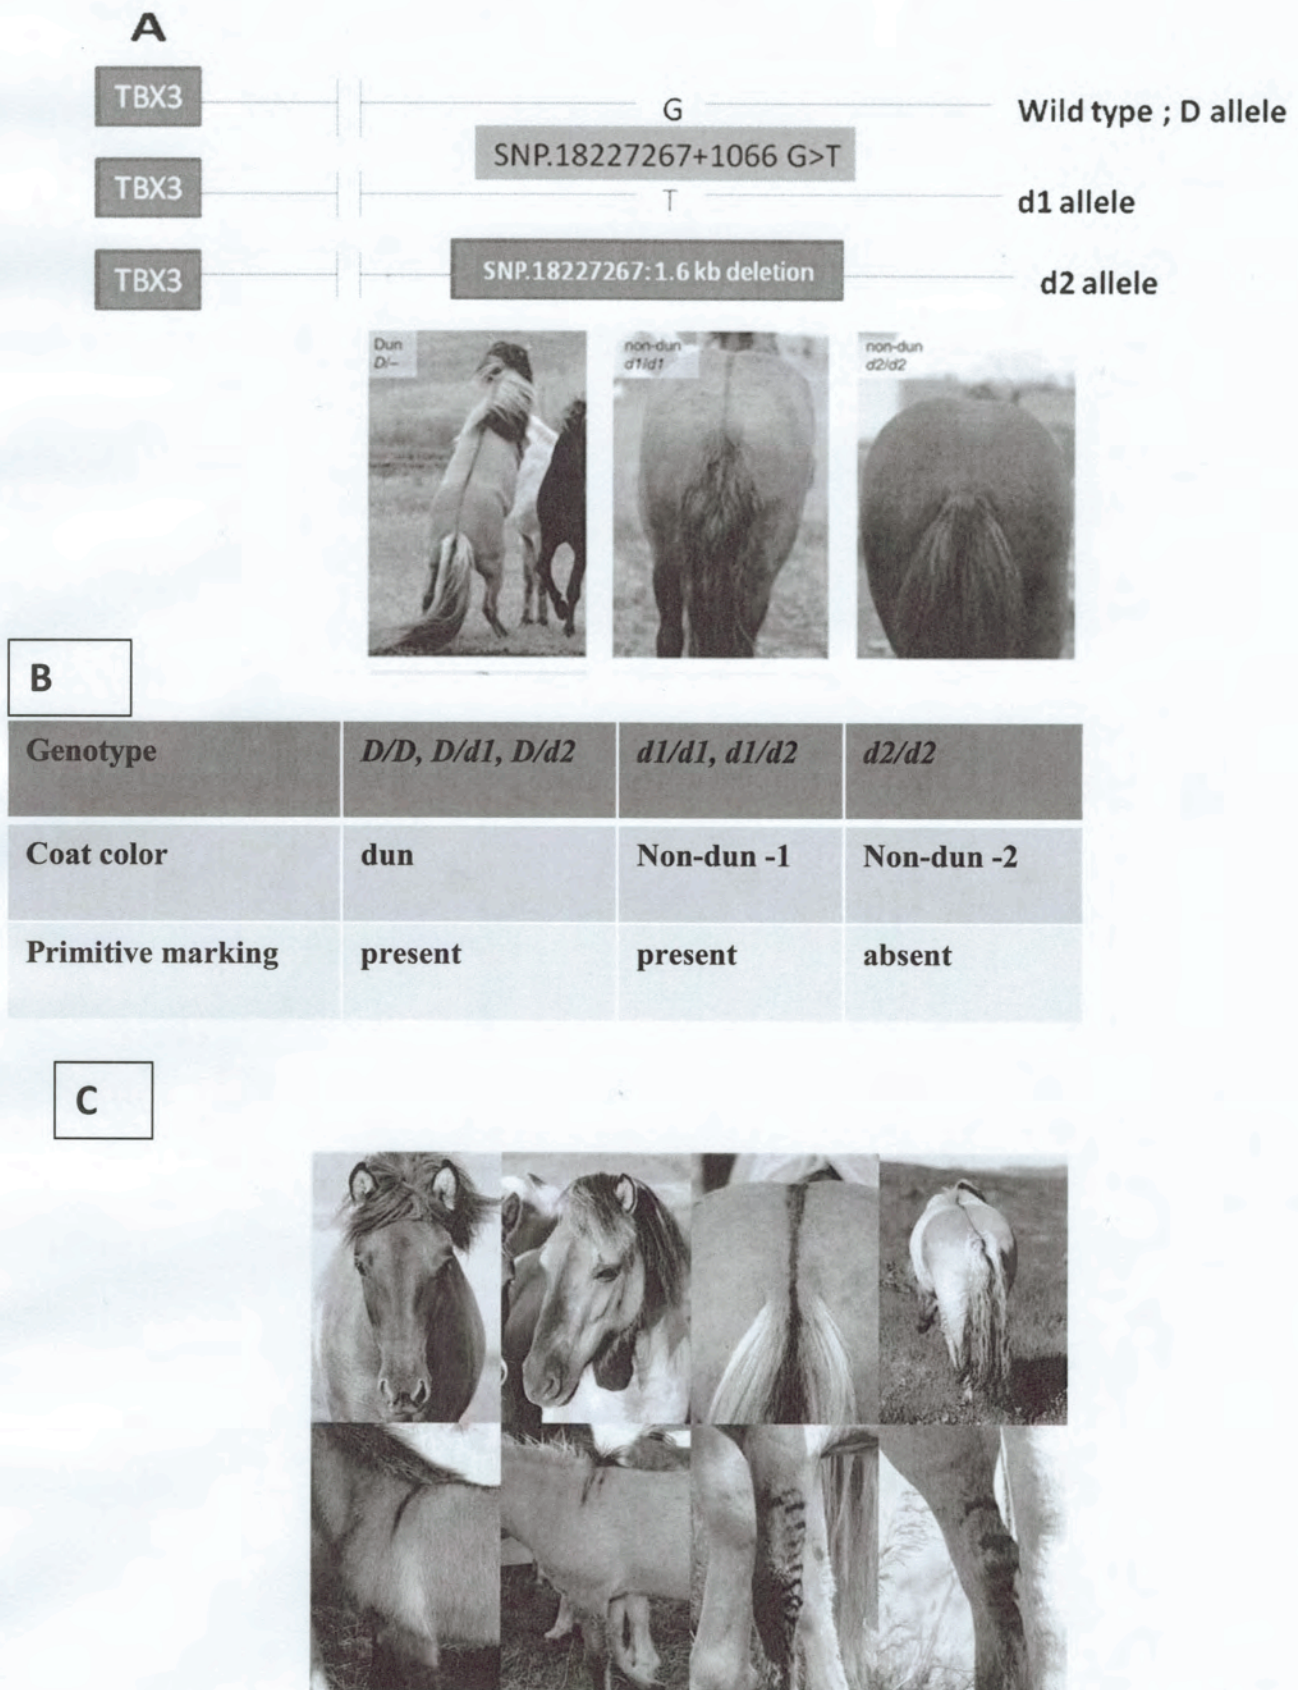 A
TBX3
G
Wild type ; D allele
SNP.18227267+1066 G>T
TBX3
T
d1 allele
TBX3
SNP.18227267:1.6 kb deletion
d2 allele
Dun
D/–
non-dun
d1/d1
non-dun
d2/d2
B
Genotype D/D, D/d1, D/d2 d1/d1, d1/d2 d2/d2
Coat color dun Non-dun -1 Non-dun -2
Primitive marking present present absent
C